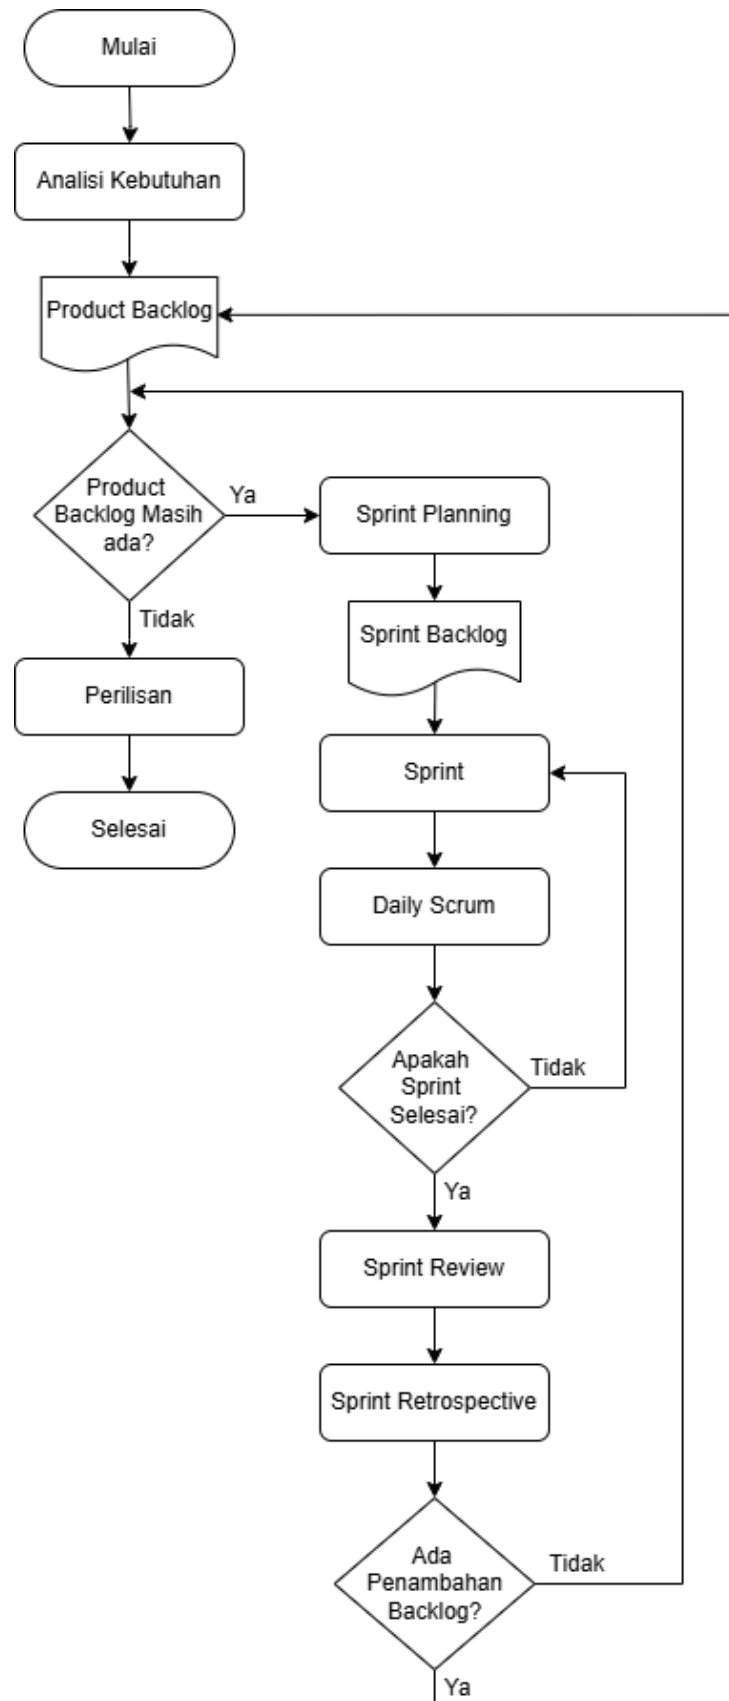 Mulai
Analisi Kebutuhan
Product Backlog
Product
Backlog Masih
ada?
Ya
Sprint Planning
Tidak
Sprint Backlog
Perilisan
Sprint
Selesai
Daily Scrum
Apakah
Sprint
Selesai?
Tidak
Ya
Sprint Review
Sprint Retrospective
Ada
Penambahan
Backlog?
Tidak
Ya